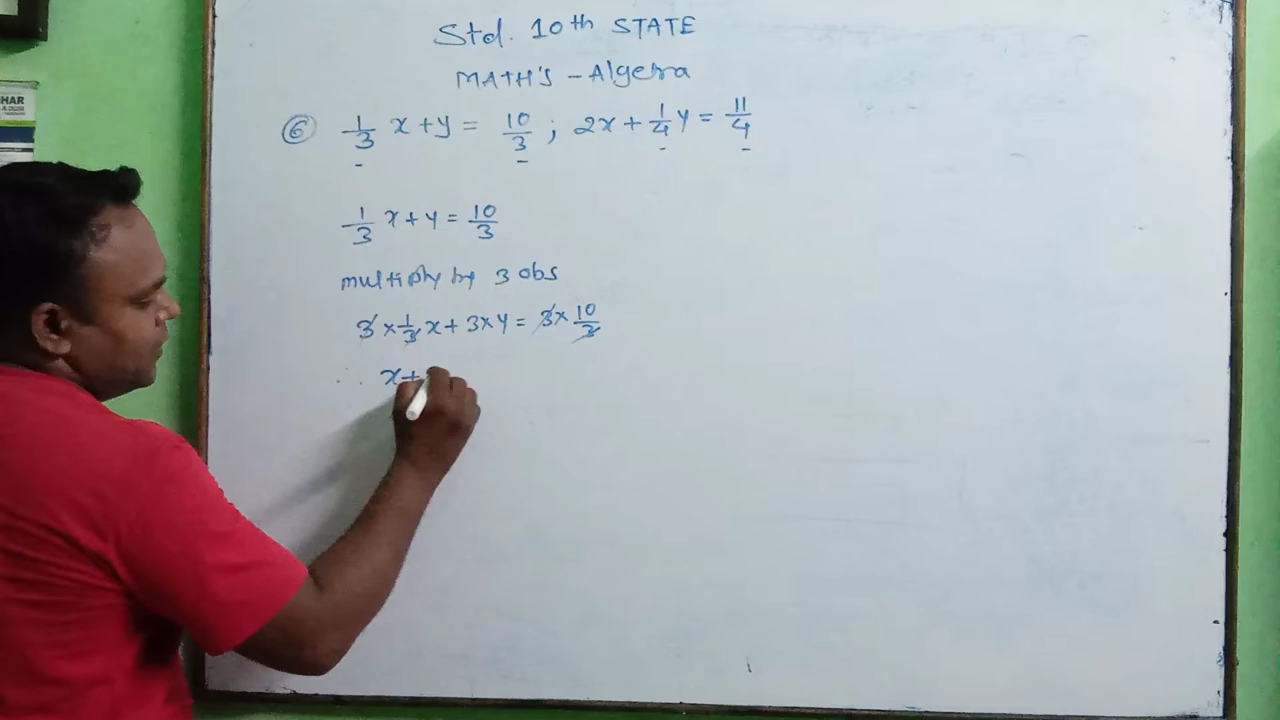 HAR
Std. 10th STATE
MATH'S - Algebra
⑥ 1/3 x + y = 10/3 ; 2x + 1/4 y = 11/4
1/3 x + y = 10/3
multiply by 3 obs
3 × 1/3 x + 3 × y = 3 × 10/3
∴ x +